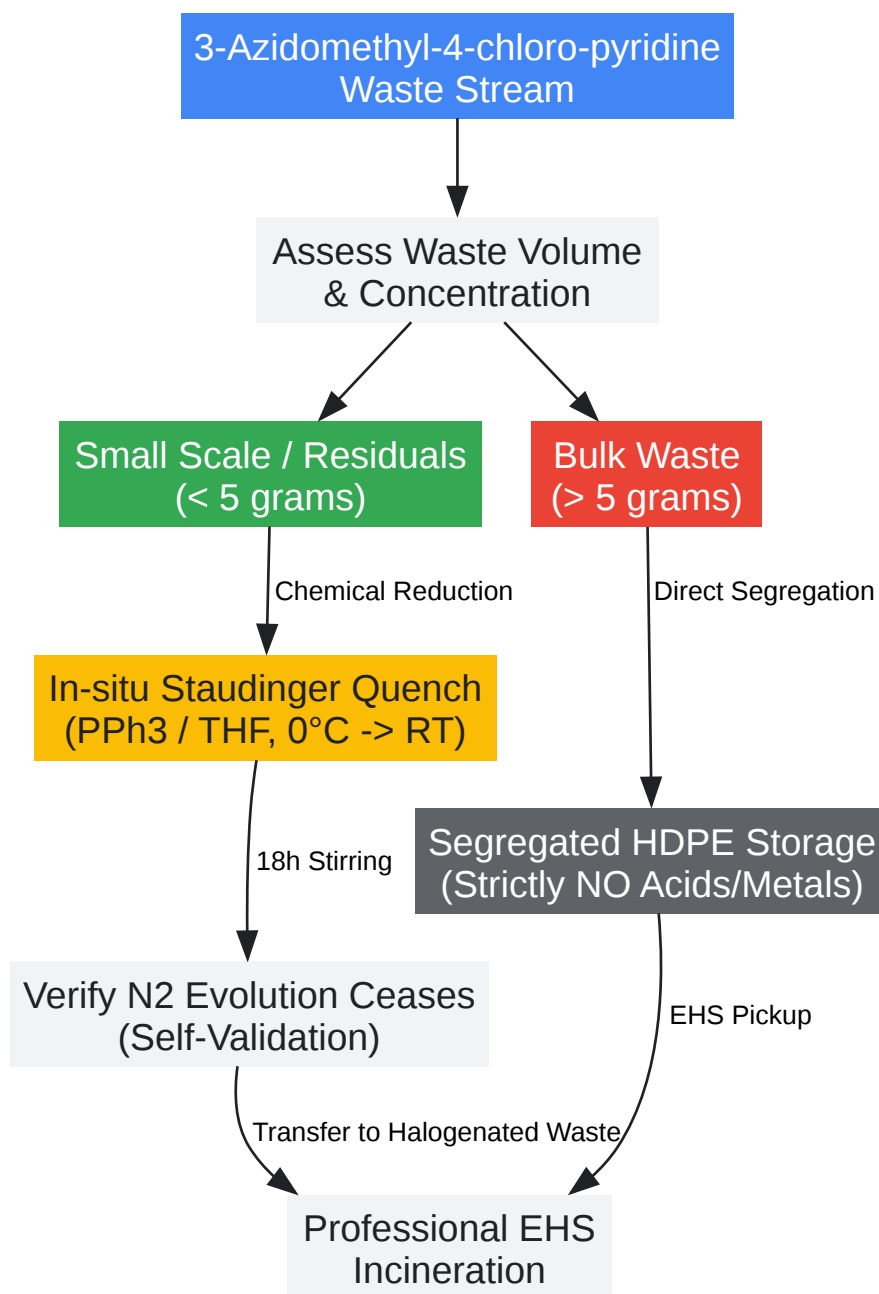 3-Azidomethyl-4-chloro-pyridine
Waste Stream
Assess Waste Volume
& Concentration
Small Scale / Residuals
(< 5 grams)
Bulk Waste
(> 5 grams)
Chemical Reduction
Direct Segregation
In-situ Staudinger Quench
(PPh3 / THF, 0°C -> RT)
Segregated HDPE Storage
(Strictly NO Acids/Metals)
18h Stirring
Verify N2 Evolution Ceases
(Self-Validation)
EHS Pickup
Transfer to Halogenated Waste
Professional EHS
Incineration